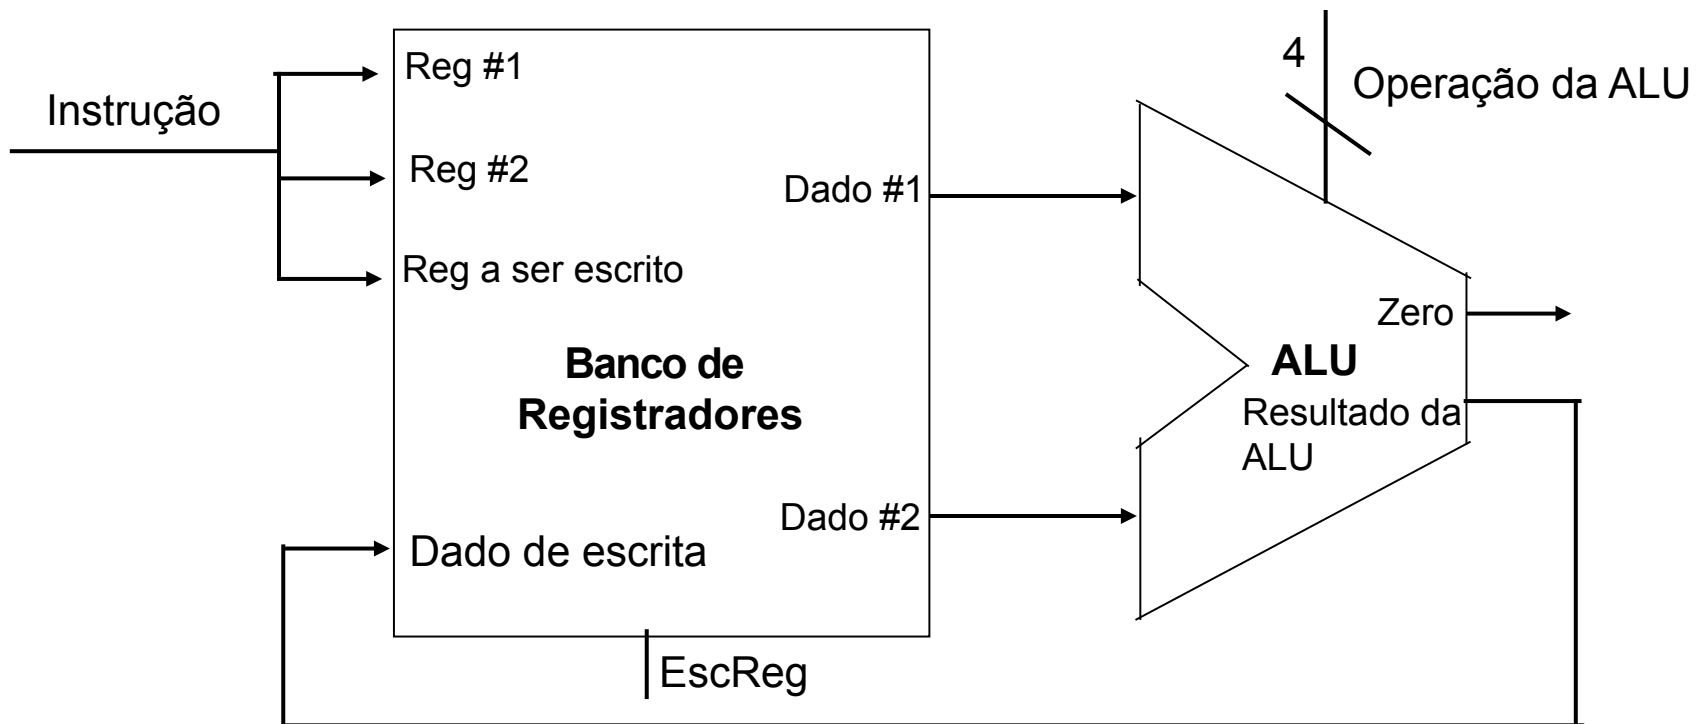 Instrução
Reg #1
Reg #2
Reg a ser escrito
Banco de
Registradores
Dado de escrita
Dado #1
Dado #2
EscReg
4
Operação da ALU
Zero
ALU
Resultado da
ALU